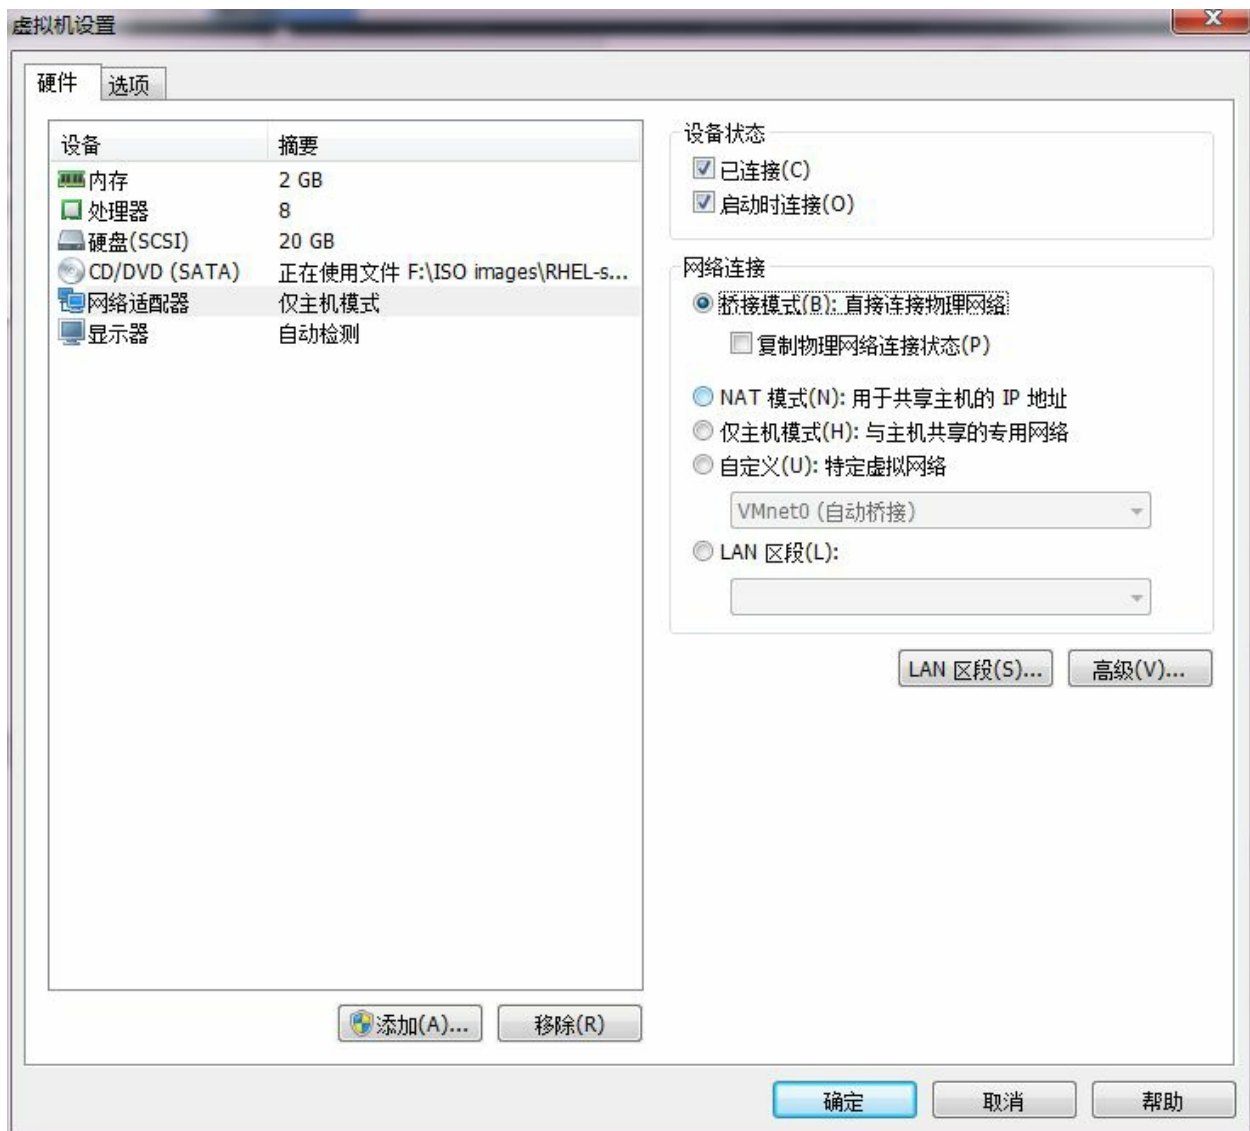 虚拟机设置
硬件 选项
设备 摘要
内存 2 GB
处理器 8
硬盘(SCSI) 20 GB
CD/DVD (SATA) 正在使用文件 F:\ISO images\RHEL-s...
网络适配器 仅主机模式
显示器 自动检测
添加(A)... 移除(R)
设备状态
已连接(C)
启动时连接(O)
网络连接
桥接模式(B): 直接连接物理网络
复制物理网络连接状态(P)
NAT 模式(N): 用于共享主机的 IP 地址
仅主机模式(H): 与主机共享的专用网络
自定义(U): 特定虚拟网络
VMnet0 (自动桥接)
LAN 区段(L):
LAN 区段(S)... 高级(V)...
确定 取消 帮助